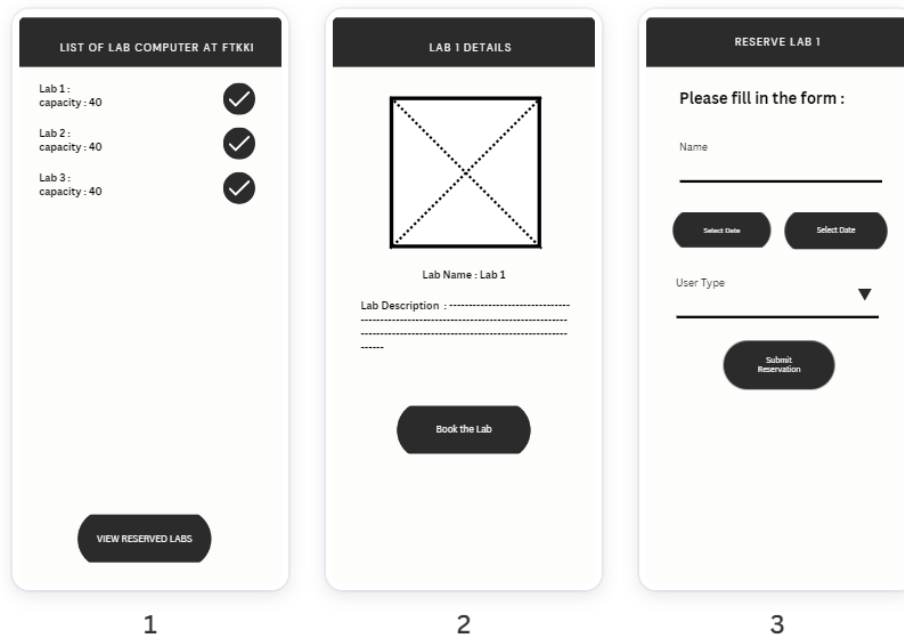 LIST OF LAB COMPUTER AT FTKKI
Lab 1 :
capacity : 40
Lab 2 :
capacity : 40
Lab 3 :
capacity : 40
VIEW RESERVED LABS
1
LAB 1 DETAILS
Lab Name : Lab 1
Lab Description : --------------------------------
-------------------------------------------------------
-------------------------------------------------------
------
Book the Lab
2
RESERVE LAB 1
Please fill in the form :
Name
Select Date
Select Date
User Type
Submit
Reservation
3